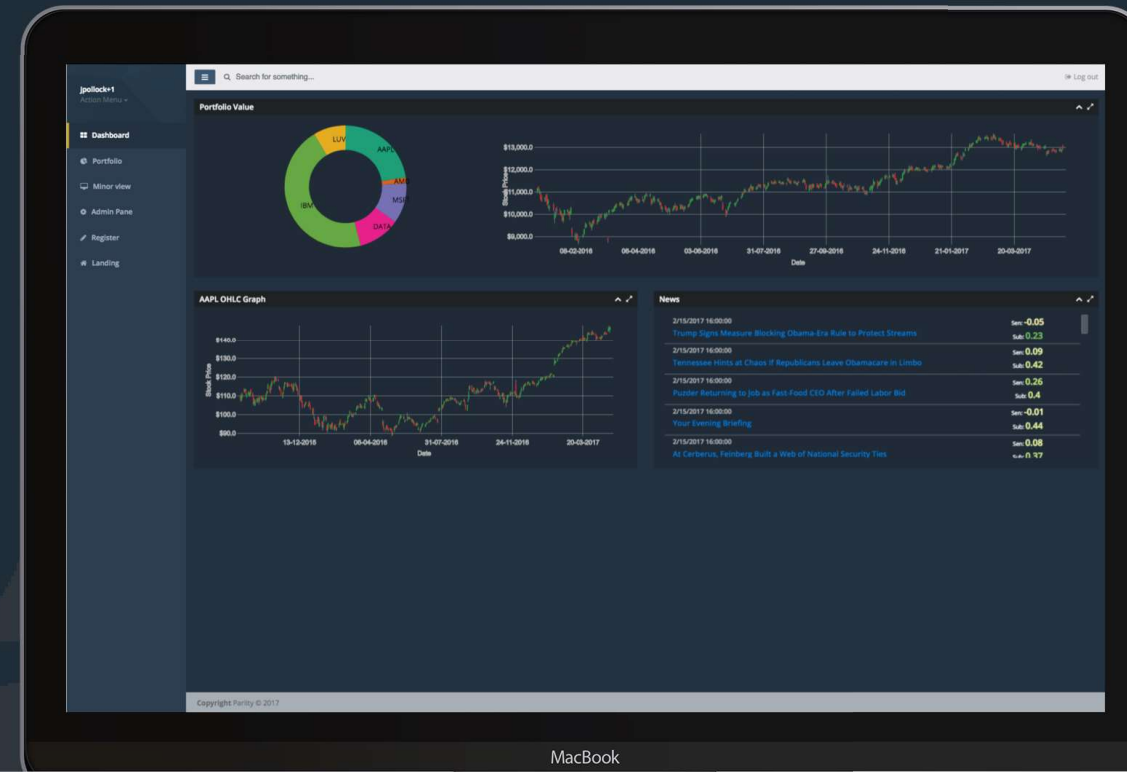 jpollock+1
Action Menu
Dashboard
Portfolio
Minor view
Admin Pane
Register
Landing
Search for something...
Log out
Portfolio Value
LUV
AAPL
AMD
MSFT
DATA
IBM
$13,000.0
$12,000.0
$11,000.0
$10,000.0
$9,000.0
Stock Price
08-02-2016
06-04-2016
03-06-2016
31-07-2016
27-09-2016
24-11-2016
21-01-2017
20-03-2017
Date
AAPL OHLC Graph
$140.0
$130.0
$120.0
$110.0
$100.0
$90.0
Stock Price
13-12-2015
06-04-2016
31-07-2016
24-11-2016
20-03-2017
Date
News
2/15/2017 16:00:00
Trump Signs Measure Blocking Obama-Era Rule to Protect Streams
Sen: -0.05
Sub: 0.23
2/15/2017 16:00:00
Tennessee Hints at Chaos if Republicans Leave Obamacare in Limbo
Sen: 0.09
Sub: 0.42
2/15/2017 16:00:00
Puzder Returning to Job as Fast-Food CEO After Failed Labor Bid
Sen: 0.26
Sub: 0.4
2/15/2017 16:00:00
Your Evening Briefing
Sen: -0.01
Sub: 0.44
2/15/2017 16:00:00
At Cerberus, Feinberg Built a Web of National Security Ties
Sen: 0.08
Sub: 0.37
Copyright Parity © 2017
MacBook